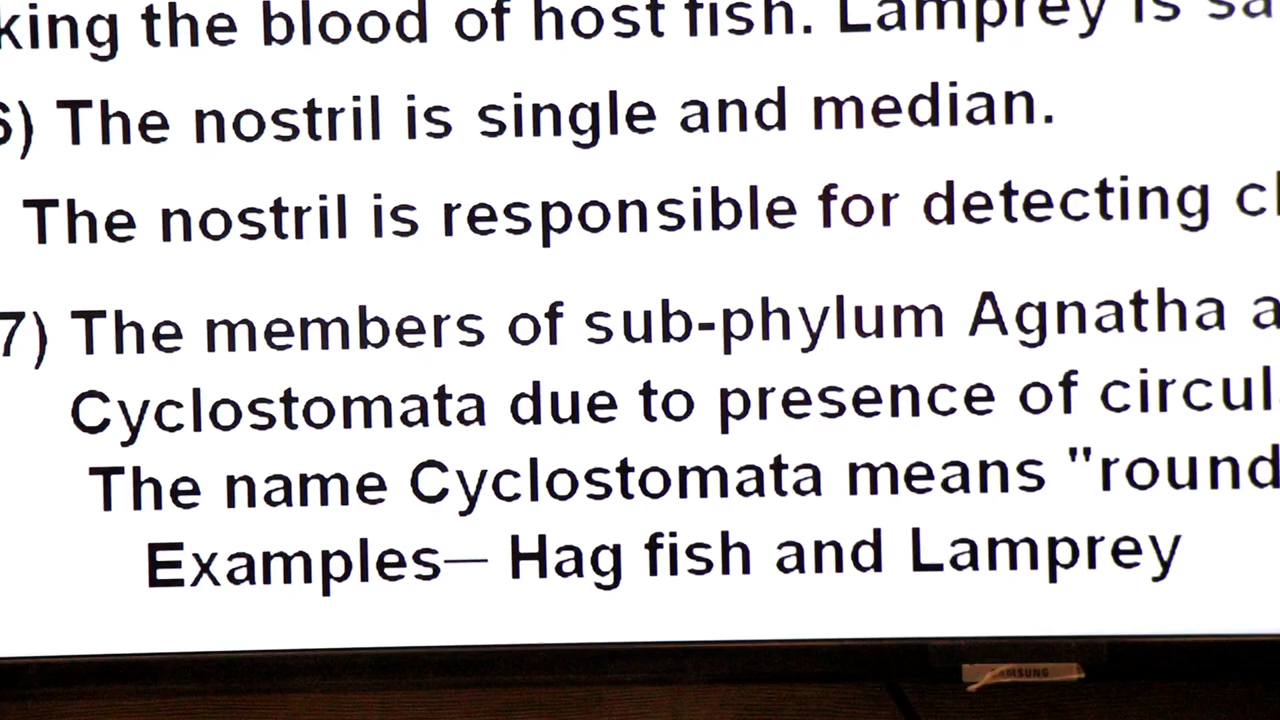 king the blood of host fish. Lamprey is sa
6) The nostril is single and median.
The nostril is responsible for detecting
7) The members of sub-phylum Agnatha a
Cyclostomata due to presence of circul
The name Cyclostomata means "round
Examples— Hag fish and Lamprey
SAMSUNG